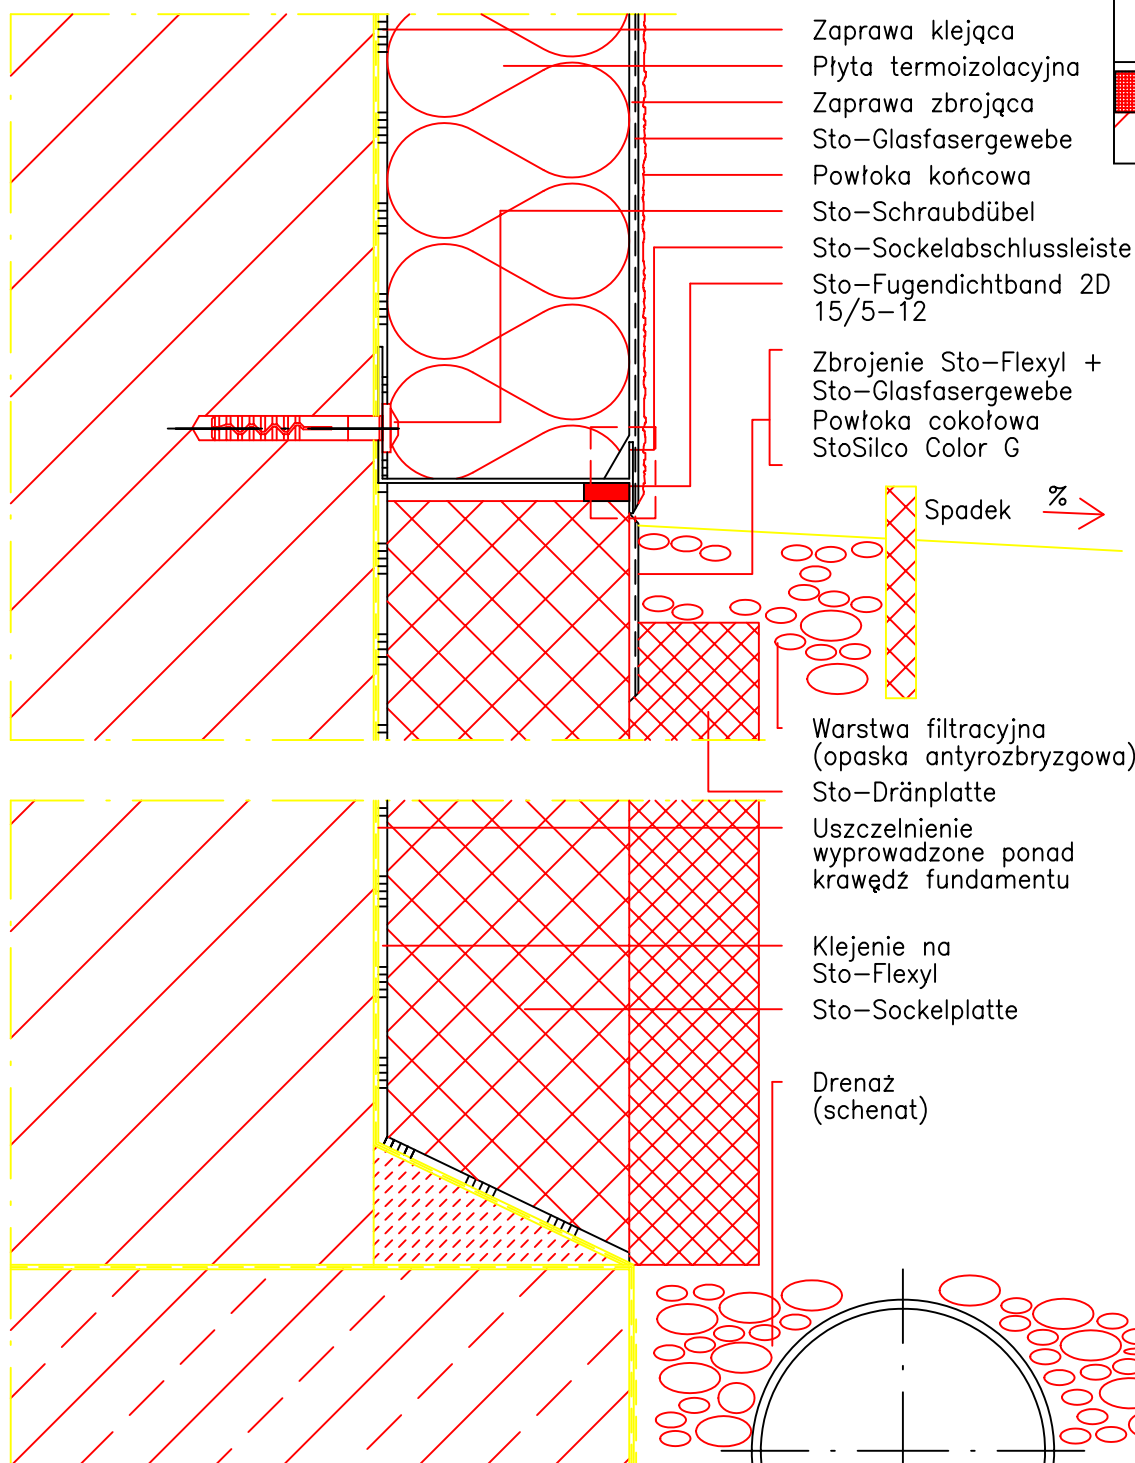 Zaprawa klejąca
Płyta termoizolacyjna
Zaprawa zbrojąca
Sto-Glasfasergewebe
Powłoka końcowa
Sto-Schraubdübel
Sto-Sockelabschlussleiste
Sto-Fugendichtband 2D
15/5-12
Zbrojenie Sto-Flexyl +
Sto-Glasfasergewebe
Powłoka cokołowa
StoSilco Color G
Spadek %
Warstwa filtracyjna
(opaska antyrozbryzgowa)
Sto-Dränplatte
Uszczelnienie
wyprowadzone ponad
krawędź fundamentu
Klejenie na
Sto-Flexyl
Sto-Sockelplatte
Drenaż
(schenat)